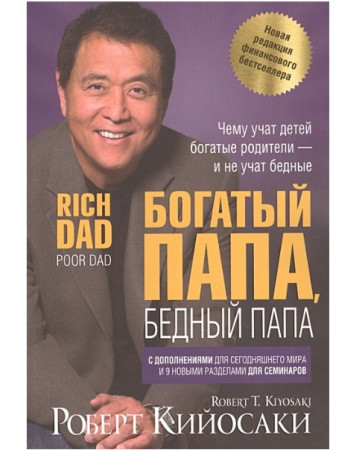 Новая
редакция
финансового
бестселлера
Чему учат детей
богатые родители —
и не учат бедные
RICH
DAD
POOR DAD
БОГАТЫЙ
ПАПА,
БЕДНЫЙ ПАПА
С ДОПОЛНЕНИЯМИ ДЛЯ СЕГОДНЯШНЕГО МИРА
И 9 НОВЫМИ РАЗДЕЛАМИ ДЛЯ СЕМИНАРОВ
ROBERT T. KIYOSAKI
РОБЕРТ КИЙОСАКИ